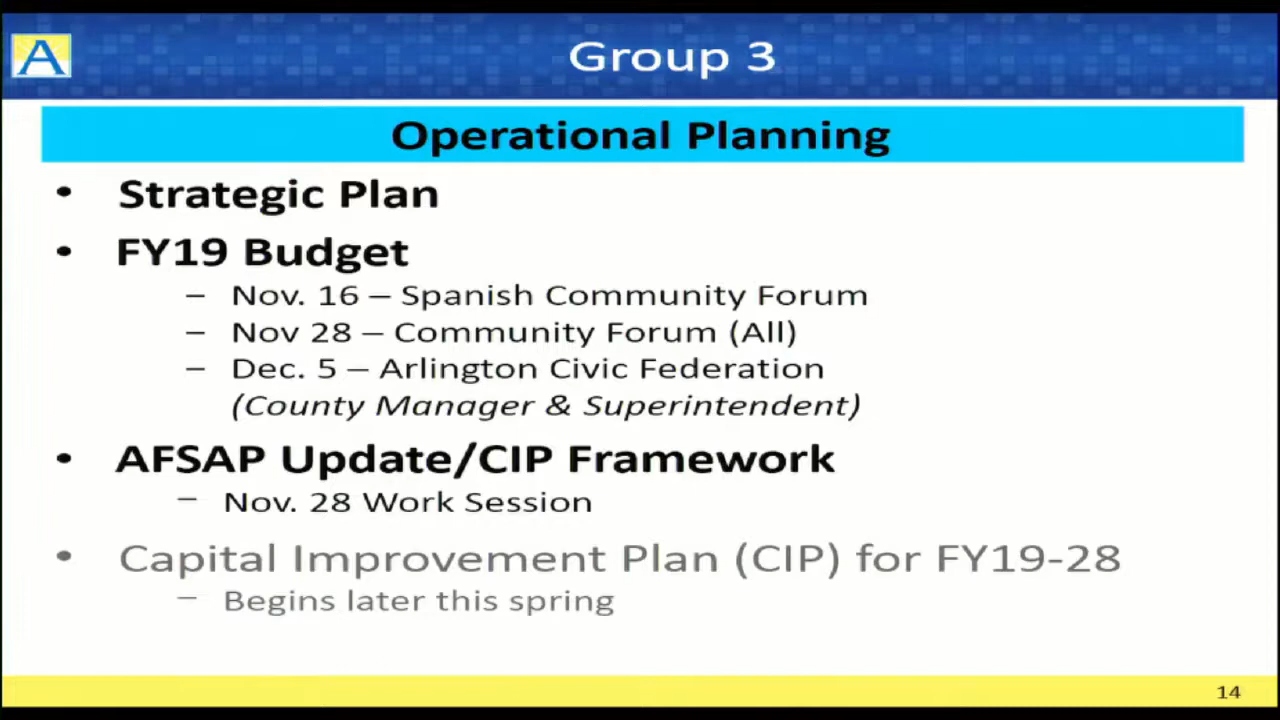 A
Group 3
Operational Planning
• Strategic Plan
• FY19 Budget
– Nov. 16 – Spanish Community Forum
– Nov 28 – Community Forum (All)
– Dec. 5 – Arlington Civic Federation
(County Manager & Superintendent)
• AFSAP Update/CIP Framework
– Nov. 28 Work Session
• Capital Improvement Plan (CIP) for FY19-28
– Begins later this spring
14